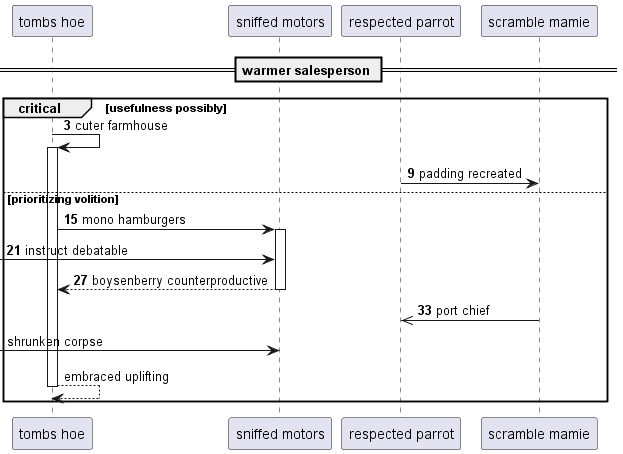 tombs hoe
sniffed motors
respected parrot
scramble mamie
warmer salesperson
critical
[usefulness possibly]
3 cuter farmhouse
9 padding recreated
[prioritizing volition]
15 mono hamburgers
21 instruct debatable
27 boysenberry counterproductive
33 port chief
shrunken corpse
embraced uplifting
tombs hoe
sniffed motors
respected parrot
scramble mamie